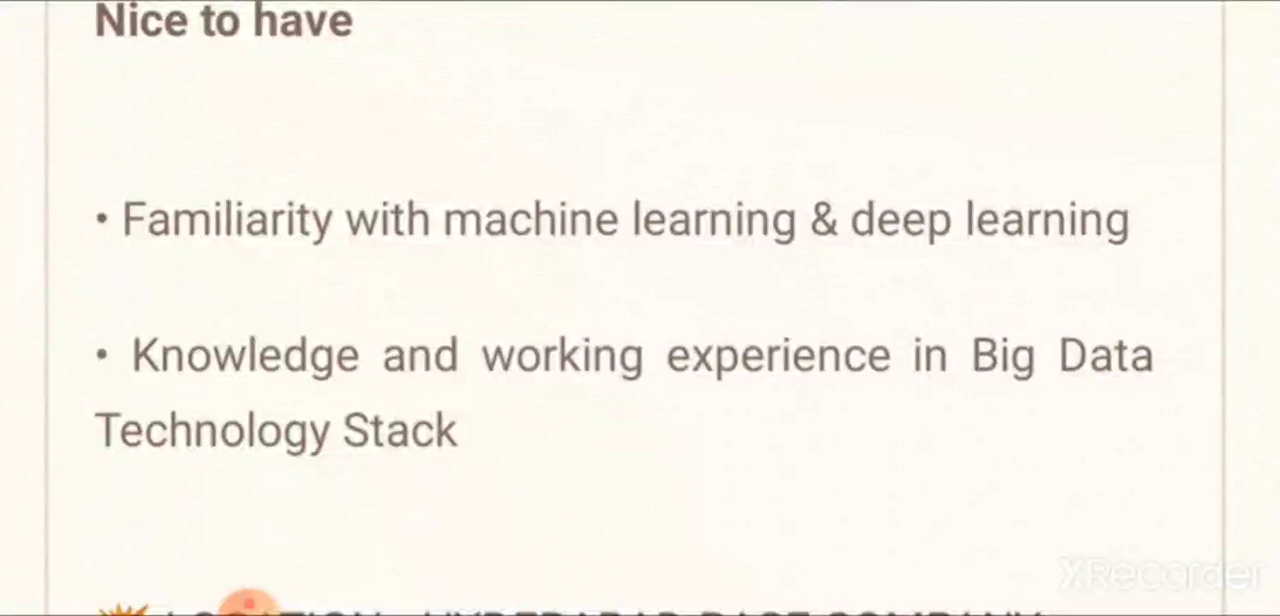 Nice to have
• Familiarity with machine learning & deep learning
• Knowledge and working experience in Big Data
Technology Stack
XRecorder